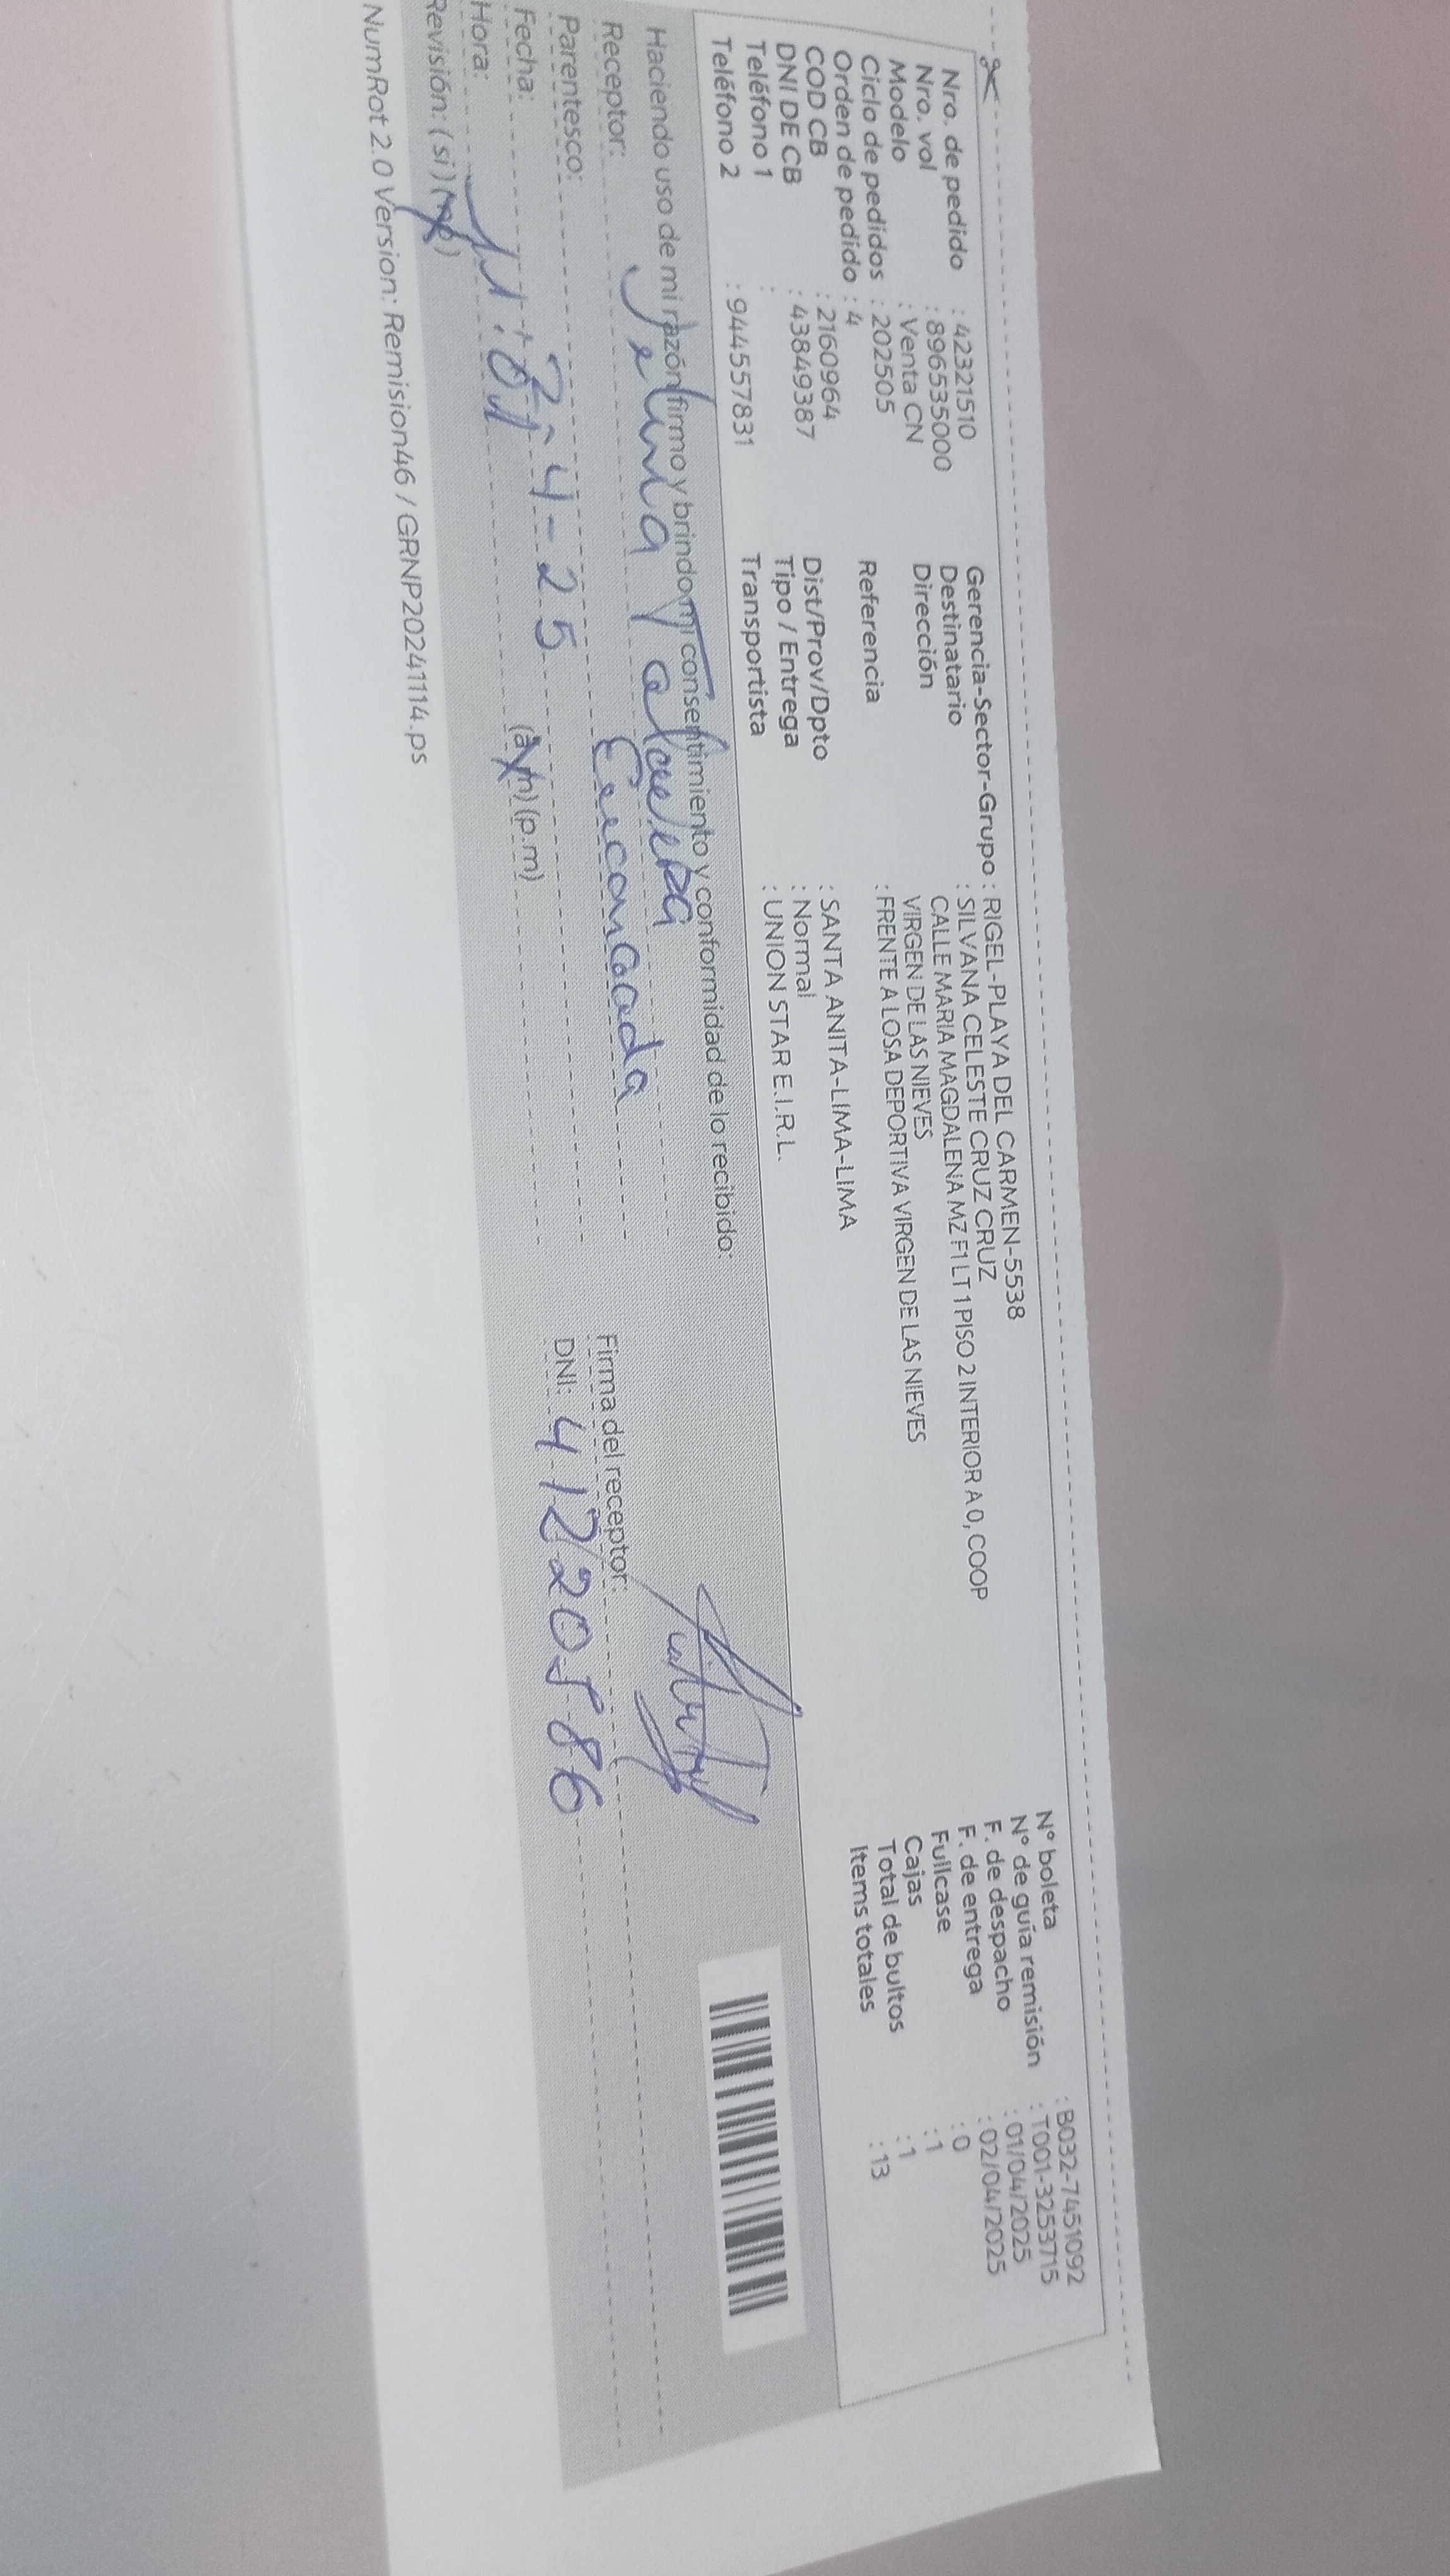 Nro. de pedido : 42321510
Nro. vol : 896535000
Modelo : Venta CN
Ciclo de pedidos : 202505
Orden de pedido : 4
COD CB : 2160964
DNI DE CB : 43849387
Teléfono 1 :
Teléfono 2 : 944557831
Gerencia-Sector-Grupo : RIGEL-PLAYA DEL CARMEN-5538
Destinatario : SILVANA CELESTE CRUZ CRUZ
Dirección CALLE MARIA MAGDALENA MZ F1 LT 1 PISO 2 INTERIOR A 0, COOP
VIRGEN DE LAS NIEVES
Referencia : FRENTE A LOSA DEPORTIVA VIRGEN DE LAS NIEVES
Dist/Prov/Dpto : SANTA ANITA-LIMA-LIMA
Tipo / Entrega : Normal
Transportista : UNION STAR E.I.R.L.
N° boleta : B032-7451092
N° de guía remisión : T001-3253715
F. de despacho : 01/04/2025
F. de entrega : 02/04/2025
Fullcase : 0
Cajas : 1
Total de bultos : 1
Items totales : 13
Haciendo uso de mi razón firmo y brindo mi consentimiento y conformidad de lo recibido:
Receptor:
Parentesco:
Fecha: 2-4-25
Hora: (a.m) (p.m)
Revisión: (si) (no)
Firma del receptor:
DNI: 41220586
NumRot 2.0 Version: Remision46 / GRNP20241114.ps